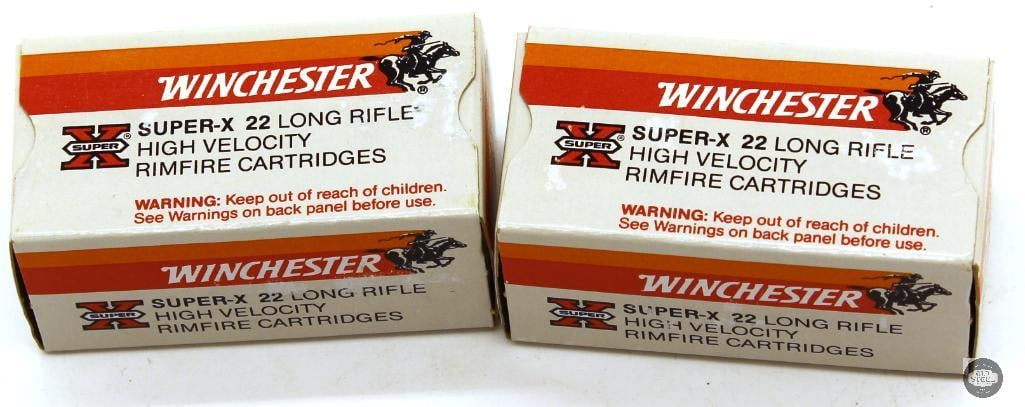 WINCHESTER®
X SUPER ® SUPER-X 22 LONG RIFLE
HIGH VELOCITY
RIMFIRE CARTRIDGES
WARNING: Keep out of reach of children.
See Warnings on back panel before use.
WINCHESTER
X SUPER SUPER-X 22 LONG RIFLE
HIGH VELOCITY
RIMFIRE CARTRIDGES
WINCHESTER®
X SUPER ® SUPER-X 22 LONG RIFLE
HIGH VELOCITY
RIMFIRE CARTRIDGES
WARNING: Keep out of reach of children.
See Warnings on back panel before use.
WINCHESTER
X SUPER SUPER-X 22 LONG RIFLE
HIGH VELOCITY
RIMFIRE CARTRIDGES